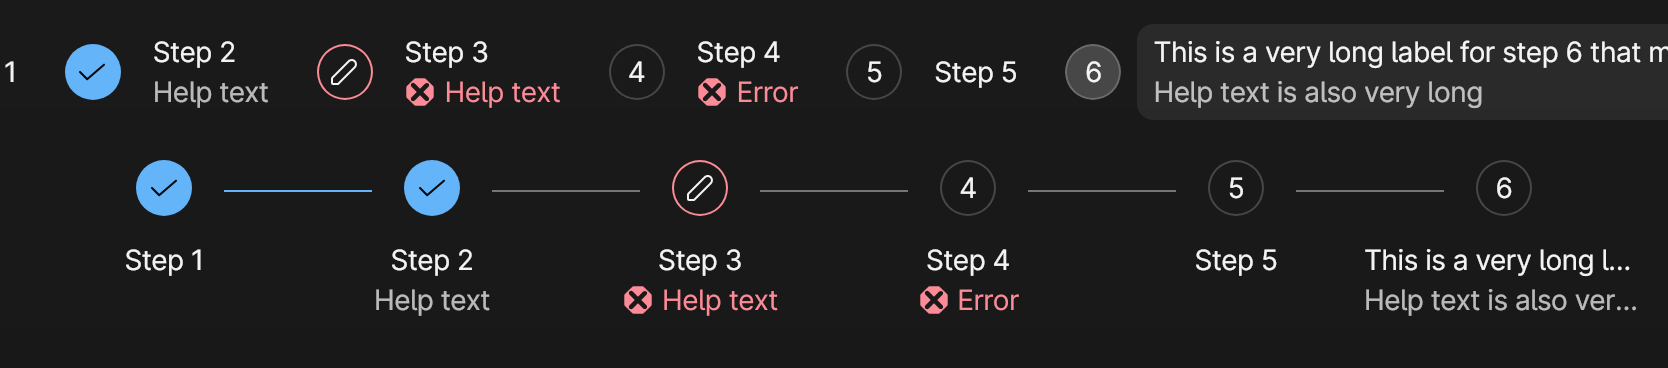 1
Step 2
Help text
Step 3
Help text
4
Step 4
Error
5
Step 5
6
This is a very long label for step 6 that m
Help text is also very long
4
5
6
Step 1
Step 2
Step 3
Step 4
Step 5
This is a very long l...
Help text
Help text
Error
Help text is also ver...